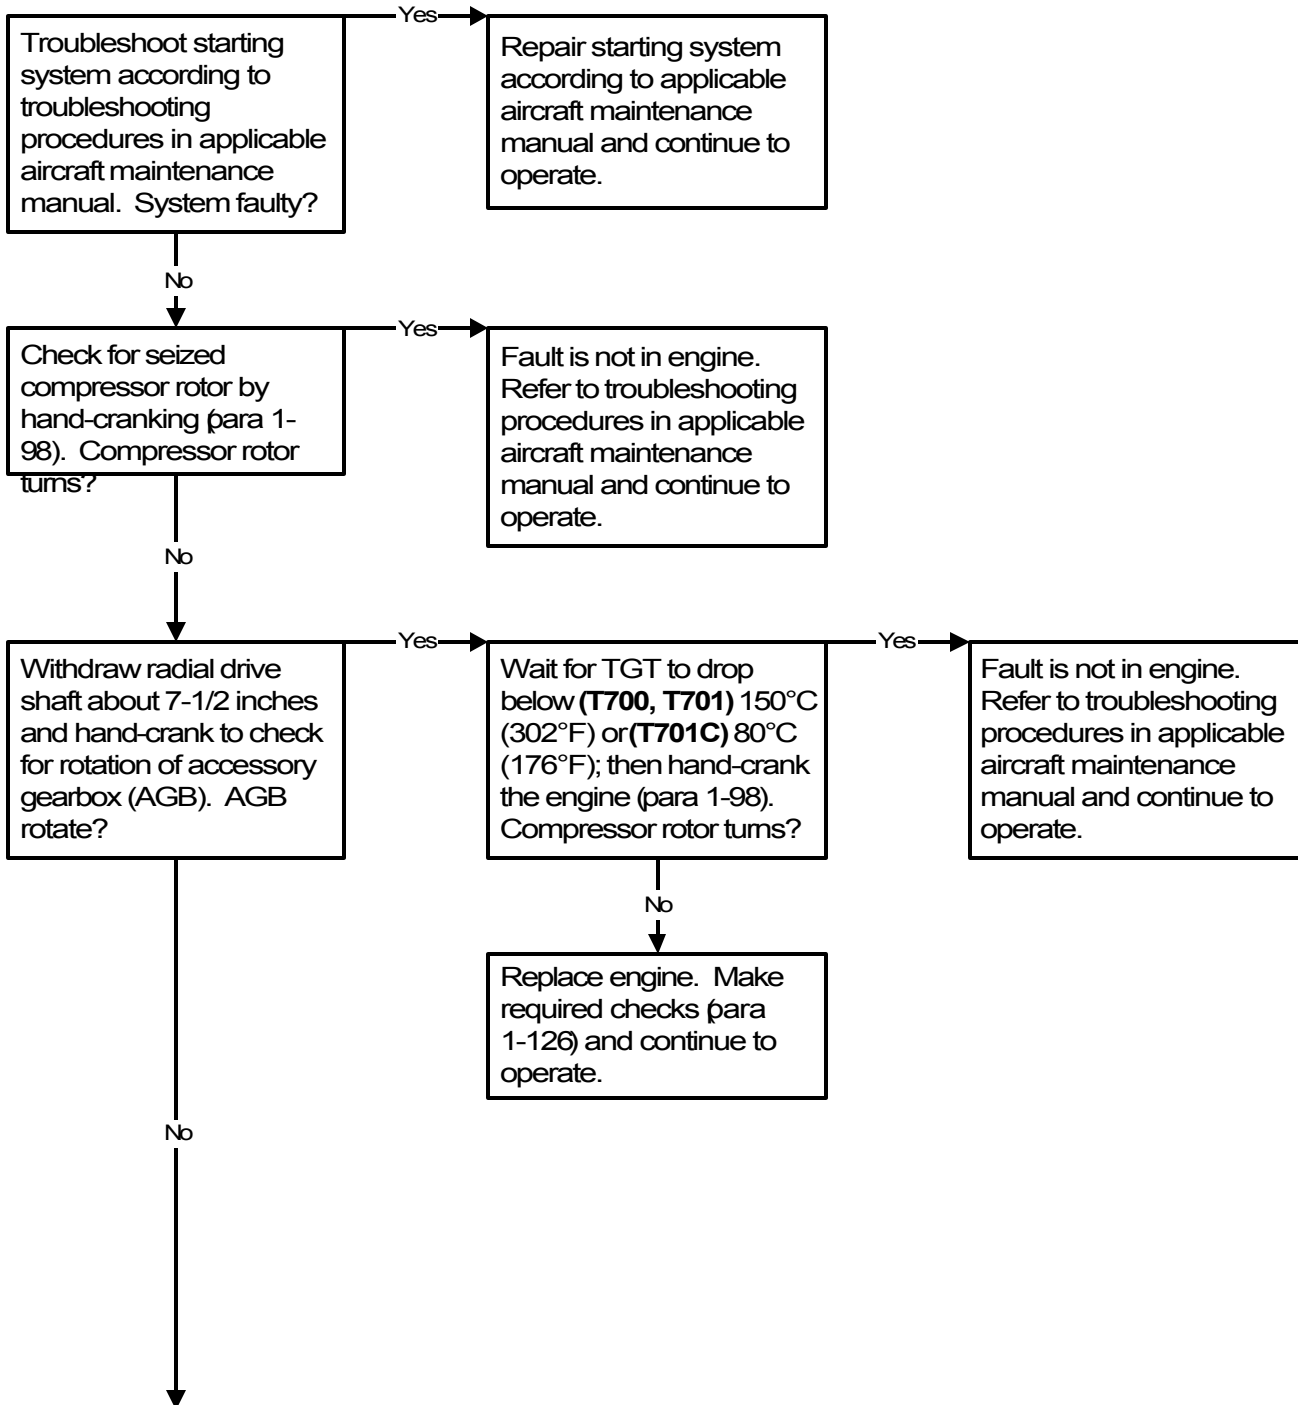 Yes
Troubleshoot starting
system according to
troubleshooting
procedures in applicable
aircraft maintenance
manual. System faulty?
Repair starting system
according to applicable
aircraft maintenance
manual and continue to
operate.
No
Yes
Check for seized
compressor rotor by
hand-cranking (para 1-
98). Compressor rotor
turns?
Fault is not in engine.
Refer to troubleshooting
procedures in applicable
aircraft maintenance
manual and continue to
operate.
No
Yes
Yes
Withdraw radial drive
shaft about 7-1/2 inches
and hand-crank to check
for rotation of accessory
gearbox (AGB). AGB
rotate?
Wait for TGT to drop
below (T700, T701) 150°C
(302°F) or (T701C) 80°C
(176°F); then hand-crank
the engine (para 1-98).
Compressor rotor turns?
Fault is not in engine.
Refer to troubleshooting
procedures in applicable
aircraft maintenance
manual and continue to
operate.
No
Replace engine. Make
required checks (para
1-126) and continue to
operate.
No